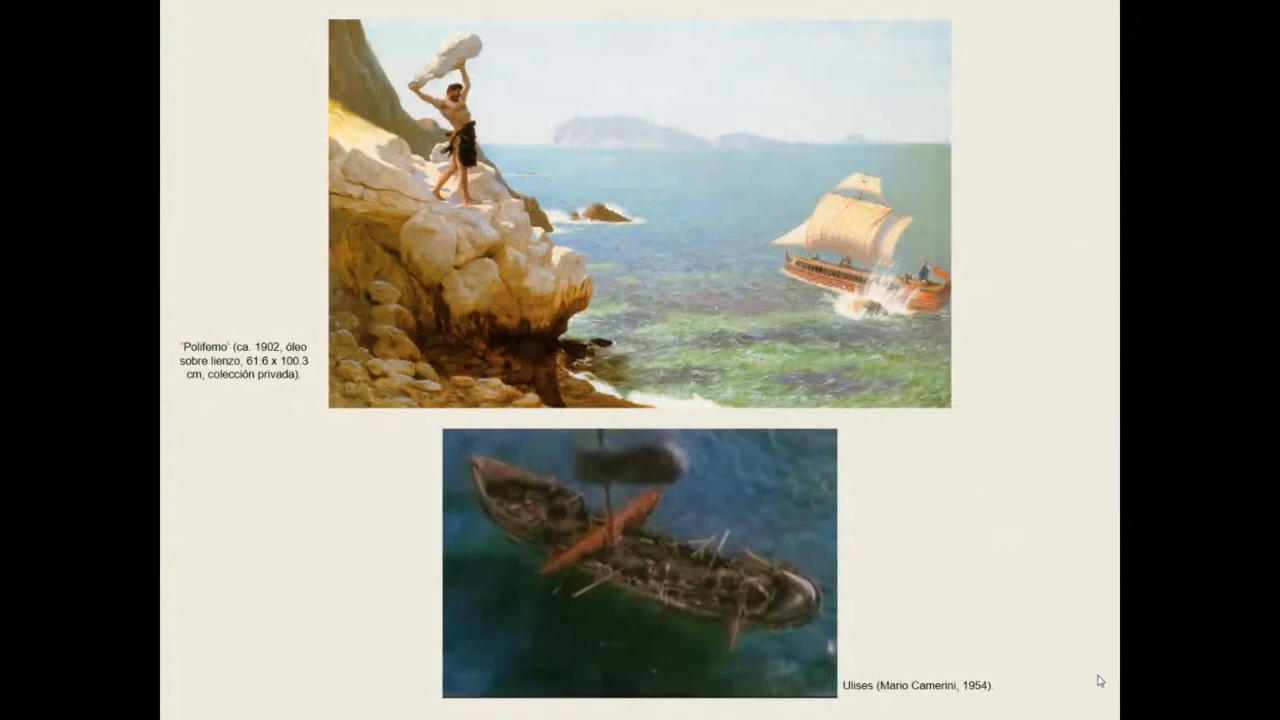 'Polifemo' (ca. 1902, óleo
sobre lienzo, 61.6 x 100.3
cm, colección privada).
Ulises (Mario Camerini, 1954).